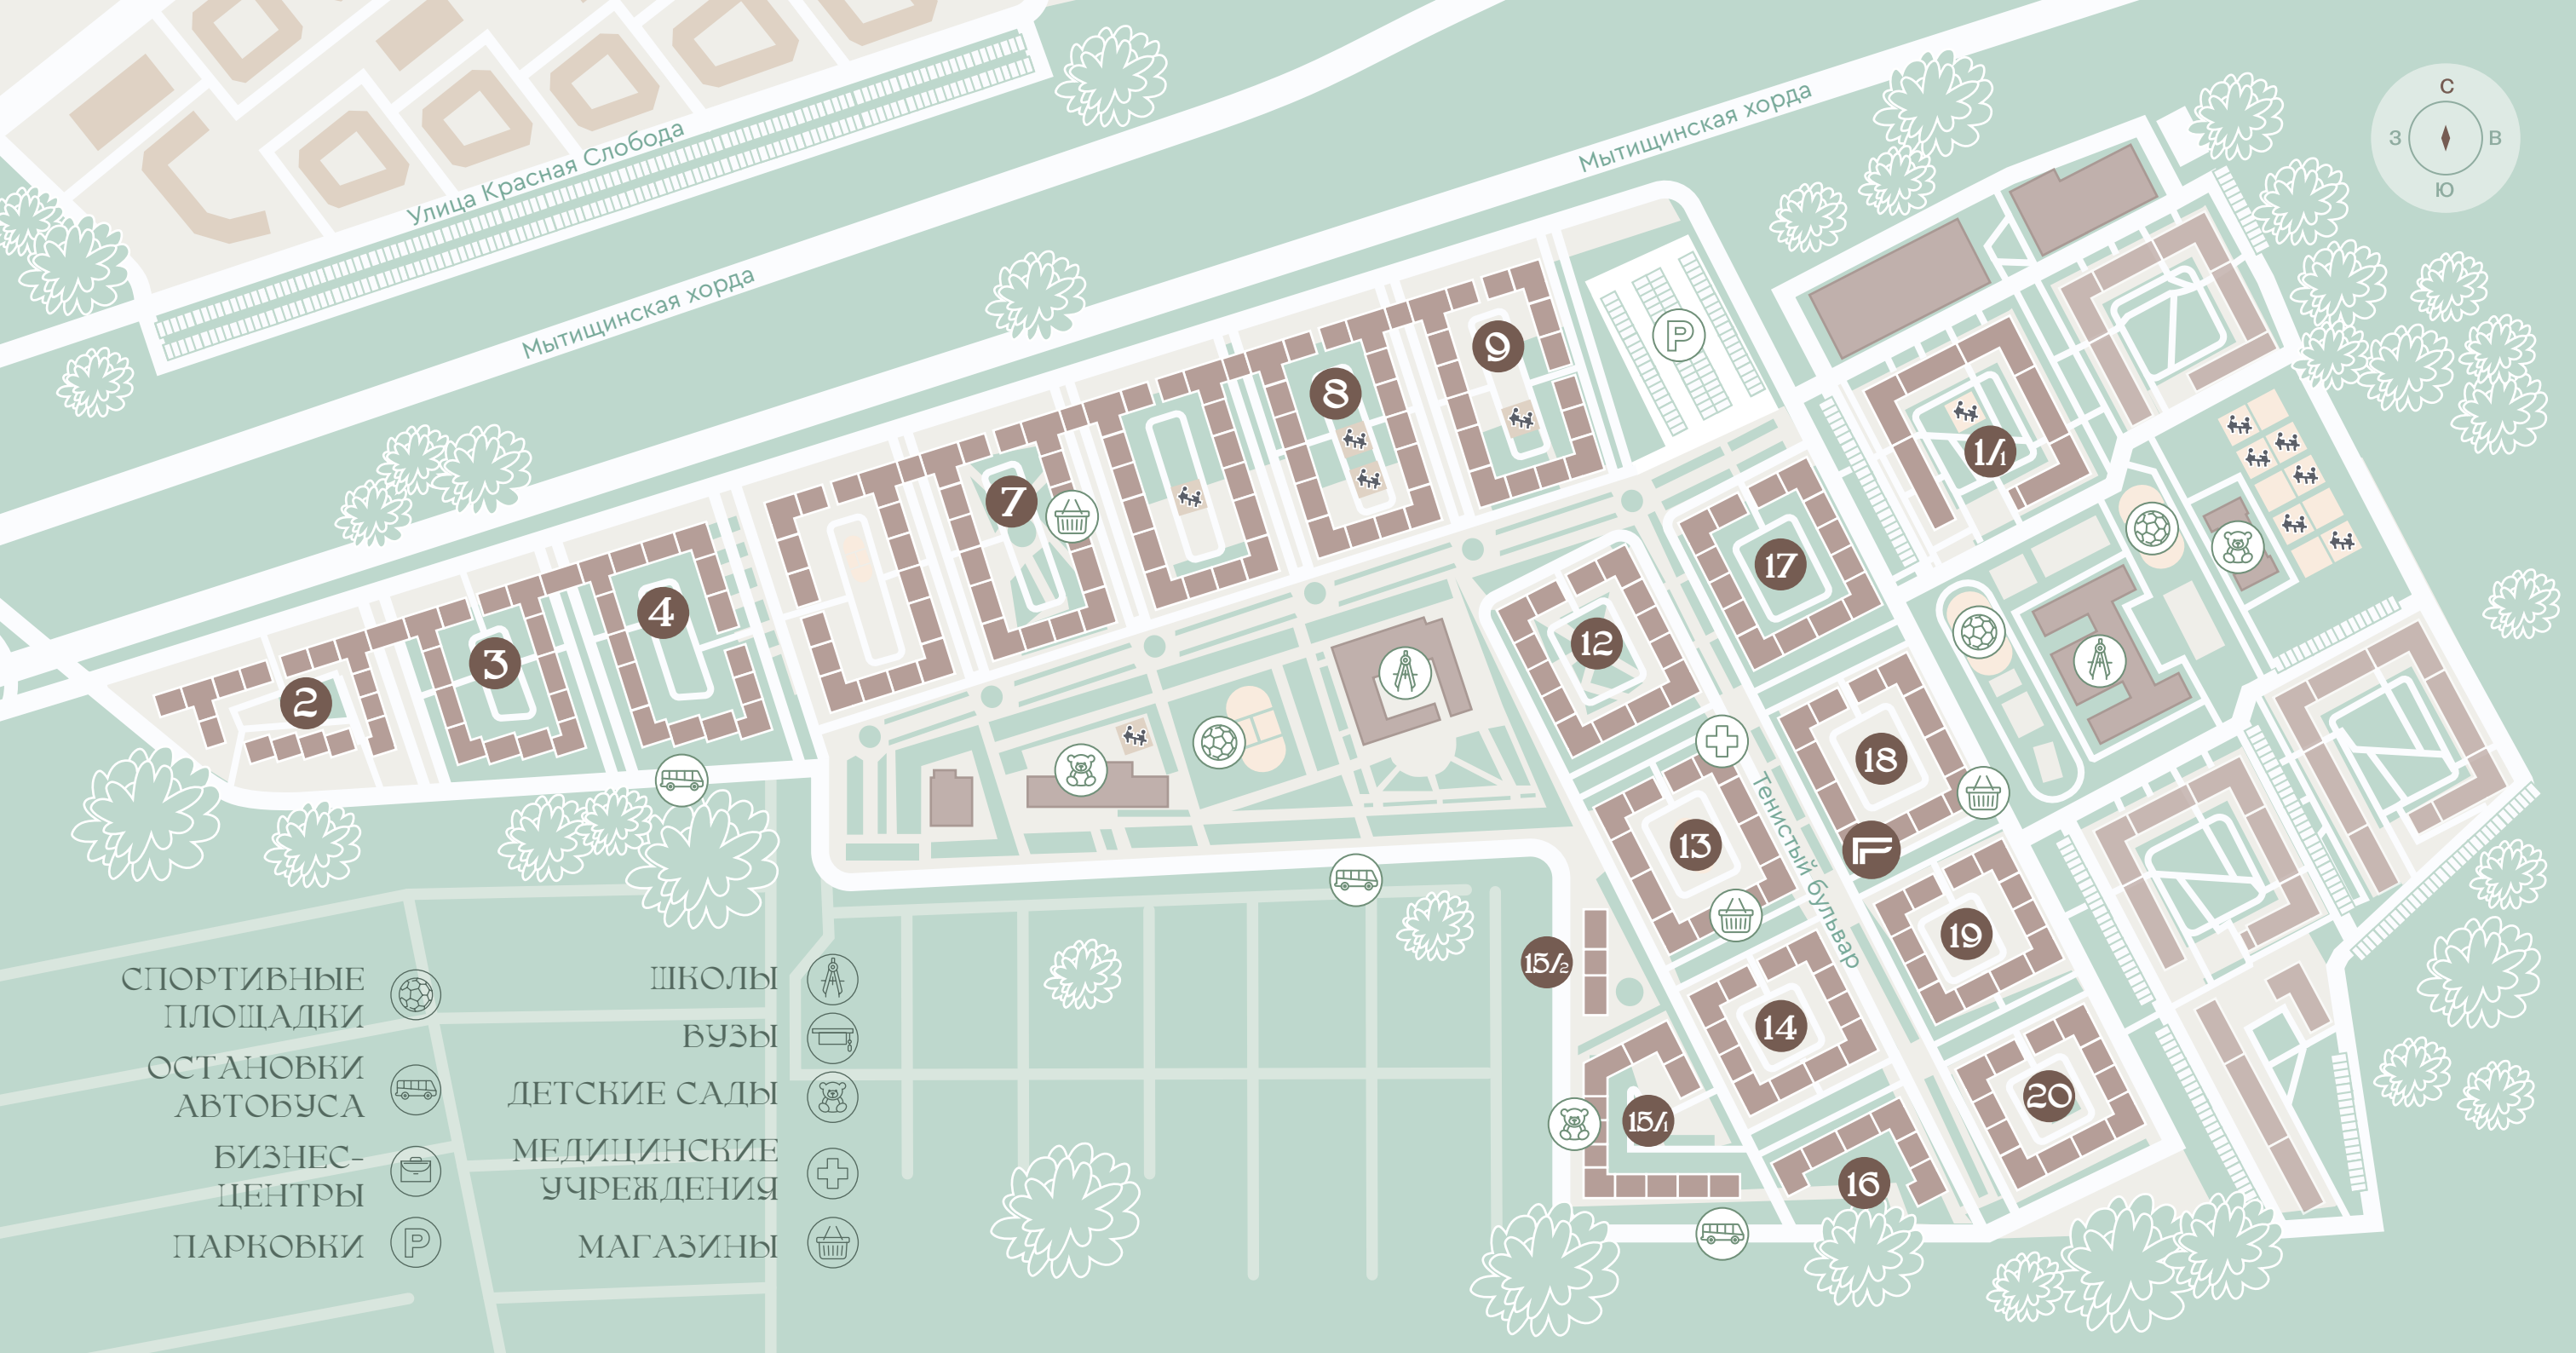 С
З
В
Ю
Мытищинская хорда
Улица Красная Слобода
Мытищинская хорда
9
8
1/1
7
17
4
12
3
2
18
13
Тенистый бульвар
19
15/2
14
20
15/1
16
P
СПОРТИВНЫЕ
ПЛОЩАДКИ
ОСТАНОВКИ
АВТОБУСА
БИЗНЕС-
ЦЕНТРЫ
ПАРКОВКИ
P
ШКОЛЫ
ВУЗЫ
ДЕТСКИЕ САДЫ
МЕДИЦИНСКИЕ
УЧРЕЖДЕНИЯ
МАГАЗИНЫ